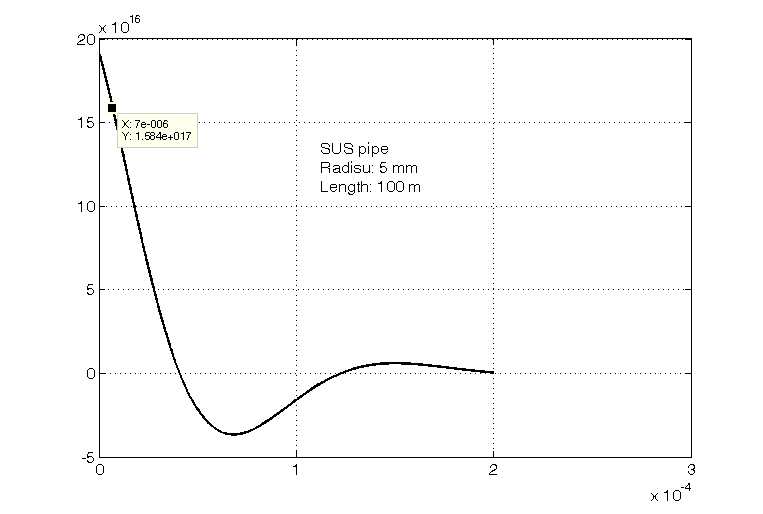 x 10^16
20
15
10
5
0
-5
X: 7e-006
Y: 1.584e+017
SUS pipe
Radisu: 5 mm
Length: 100 m
0
1
2
3
x 10^-4